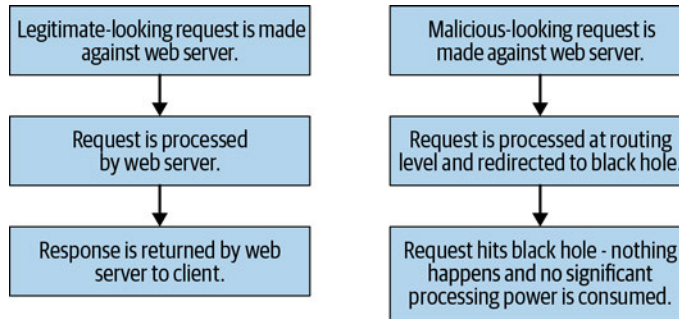 Legitimate-looking request is made
against web server.
Request is processed
by web server.
Response is returned by web
server to client.
Malicious-looking request is
made against web server.
Request is processed at routing
level and redirected to black hole.
Request hits black hole - nothing
happens and no significant
processing power is consumed.